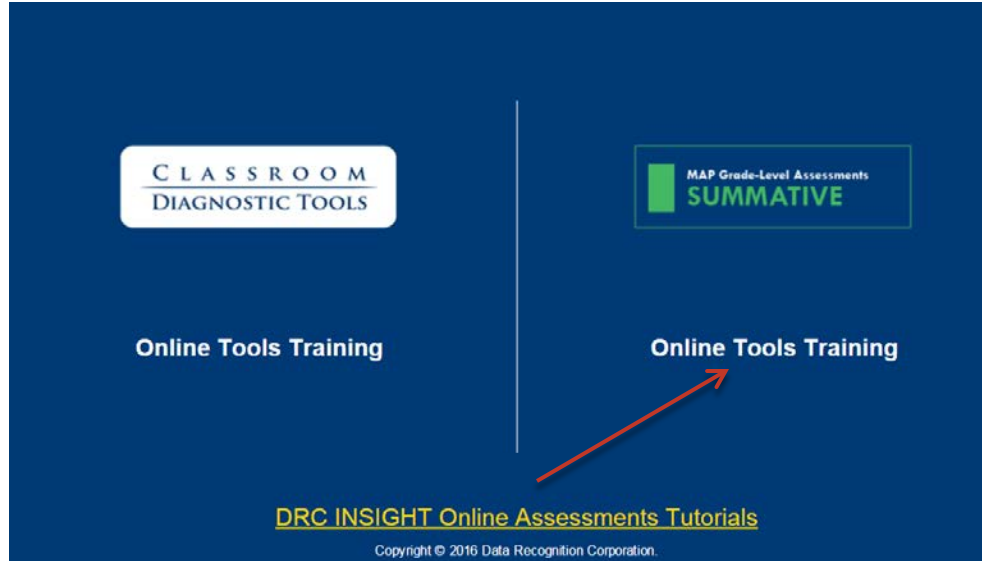 CLASSROOM
DIAGNOSTIC TOOLS
Online Tools Training
MAP Grade-Level Assessments
SUMMATIVE
Online Tools Training
DRC INSIGHT Online Assessments Tutorials
Copyright © 2016 Data Recognition Corporation.